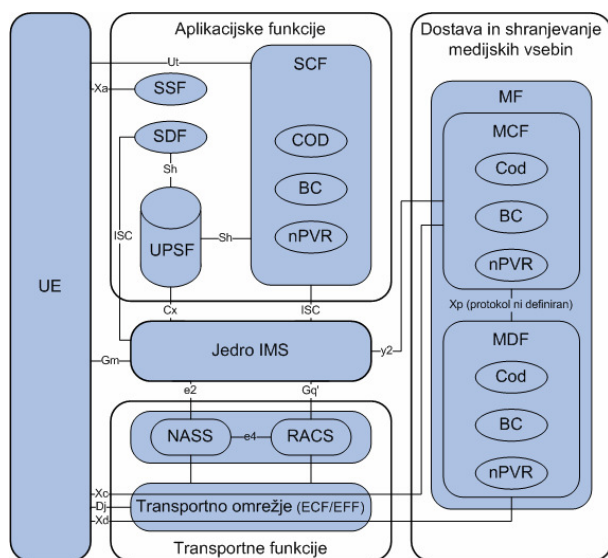 Aplikacijske funkcije
Dostava in shranjevanje
medijskih vsebin
Ut
SCF
Xa
SSF
MF
MCF
SDF
COD
Cod
Sh
BC
BC
ISC
UPSF
Sh
nPVR
nPVR
UE
Cx
ISC
Xp (protokol ni definiran)
Jedro IMS
y2
MDF
Gm
Cod
e2
Gq'
BC
NASS
e4
RACS
nPVR
Xc
Dj
Transportno omrežje (ECF/EFF)
Xd
Transportne funkcije